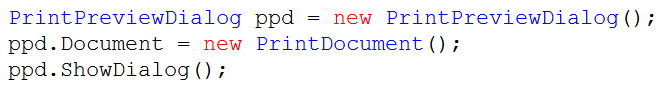 PrintPreviewDialog ppd = new PrintPreviewDialog();
ppd.Document = new PrintDocument();
ppd.ShowDialog();